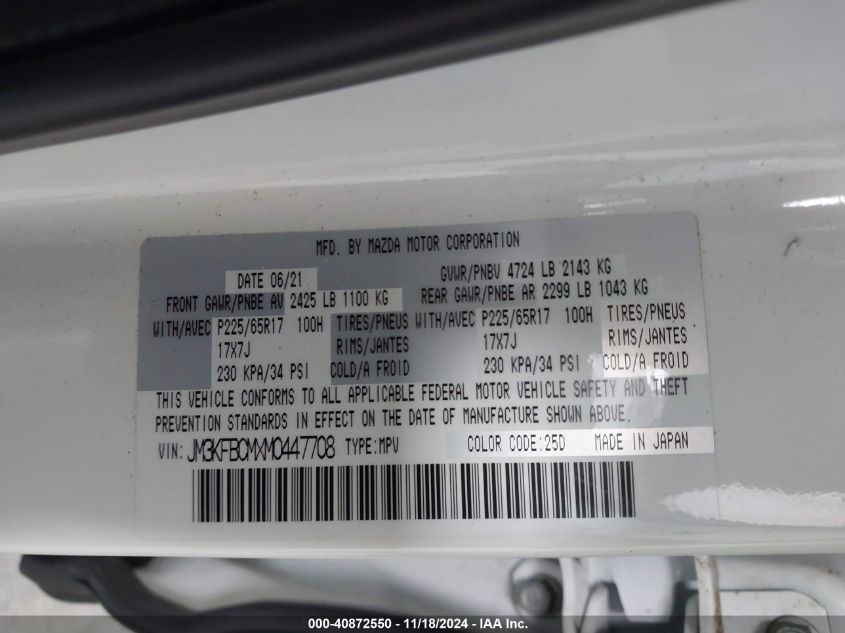 MFD. BY MAZDA MOTOR CORPORATION
DATE 06/21 GVWR/PNBV 4724 LB 2143 KG
FRONT GAWR/PNBE AV 2425 LB 1100 KG REAR GAWR/PNBE AR 2299 LB 1043 KG
WITH/AVEC P225/65R17 100H TIRES/PNEUS WITH/AVEC P225/65R17 100H TIRES/PNEUS
17X7J RIMS/JANTES 17X7J RIMS/JANTES
230 KPA/34 PSI COLD/A FROID 230 KPA/34 PSI COLD/A FROID
THIS VEHICLE CONFORMS TO ALL APPLICABLE FEDERAL MOTOR VEHICLE SAFETY AND THEFT
PREVENTION STANDARDS IN EFFECT ON THE DATE OF MANUFACTURE SHOWN ABOVE.
VIN: JM3KFBCMXM0447708 TYPE:MPV COLOR CODE:25D MADE IN JAPAN
000-40872550 - 11/18/2024 - IAA Inc.